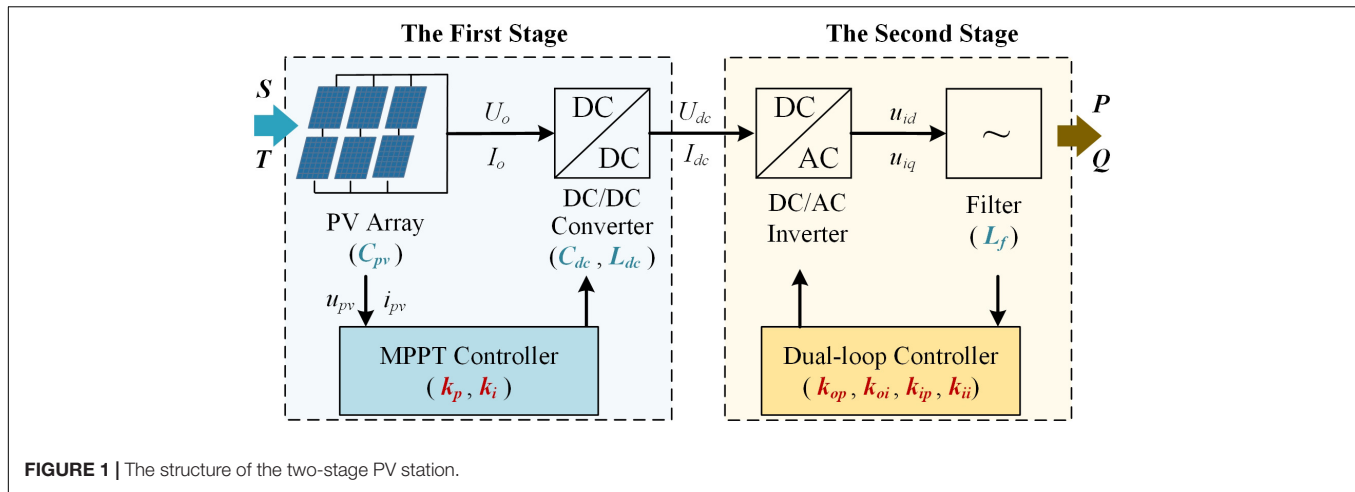 The First Stage
The Second Stage
S
T
U_o
I_o
DC
DC
U_dc
I_dc
DC
AC
u_id
u_iq
~
P
Q
PV Array
(C_pv)
DC/DC
Converter
(C_dc , L_dc )
DC/AC
Inverter
Filter
( L_f )
u_pv i_pv
MPPT Controller
( k_p , k_i )
Dual-loop Controller
( k_op , k_oi , k_ip , k_ii)
FIGURE 1 | The structure of the two-stage PV station.